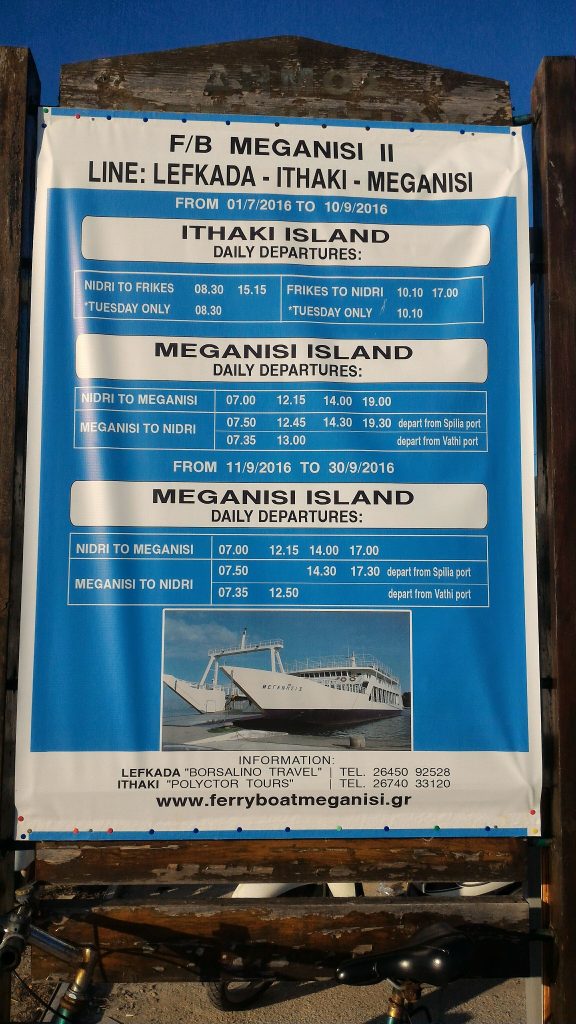 ΔΗΜΟΣ
F/B MEGANISI II
LINE: LEFKADA - ITHAKI - MEGANISI
FROM 01/7/2016 TO 10/9/2016
ITHAKI ISLAND
DAILY DEPARTURES:
NIDRI TO FRIKES 08.30 15.15 FRIKES TO NIDRI 10.10 17.00
*TUESDAY ONLY 08.30 *TUESDAY ONLY 10.10
MEGANISI ISLAND
DAILY DEPARTURES:
NIDRI TO MEGANISI 07.00 12.15 14.00 19.00
MEGANISI TO NIDRI 07.50 12.45 14.30 19.30 depart from Spilia port
07.35 13.00 depart from Vathi port
FROM 11/9/2016 TO 30/9/2016
MEGANISI ISLAND
DAILY DEPARTURES:
NIDRI TO MEGANISI 07.00 12.15 14.00 17.00
MEGANISI TO NIDRI 07.50 14.30 17.30 depart from Spilia port
07.35 12.50 depart from Vathi port
INFORMATION:
LEFKADA "BORSALINO TRAVEL" | TEL. 26450 92528
ITHAKI "POLYCTOR TOURS" | TEL. 26740 33120
www.ferryboatmeganisi.gr